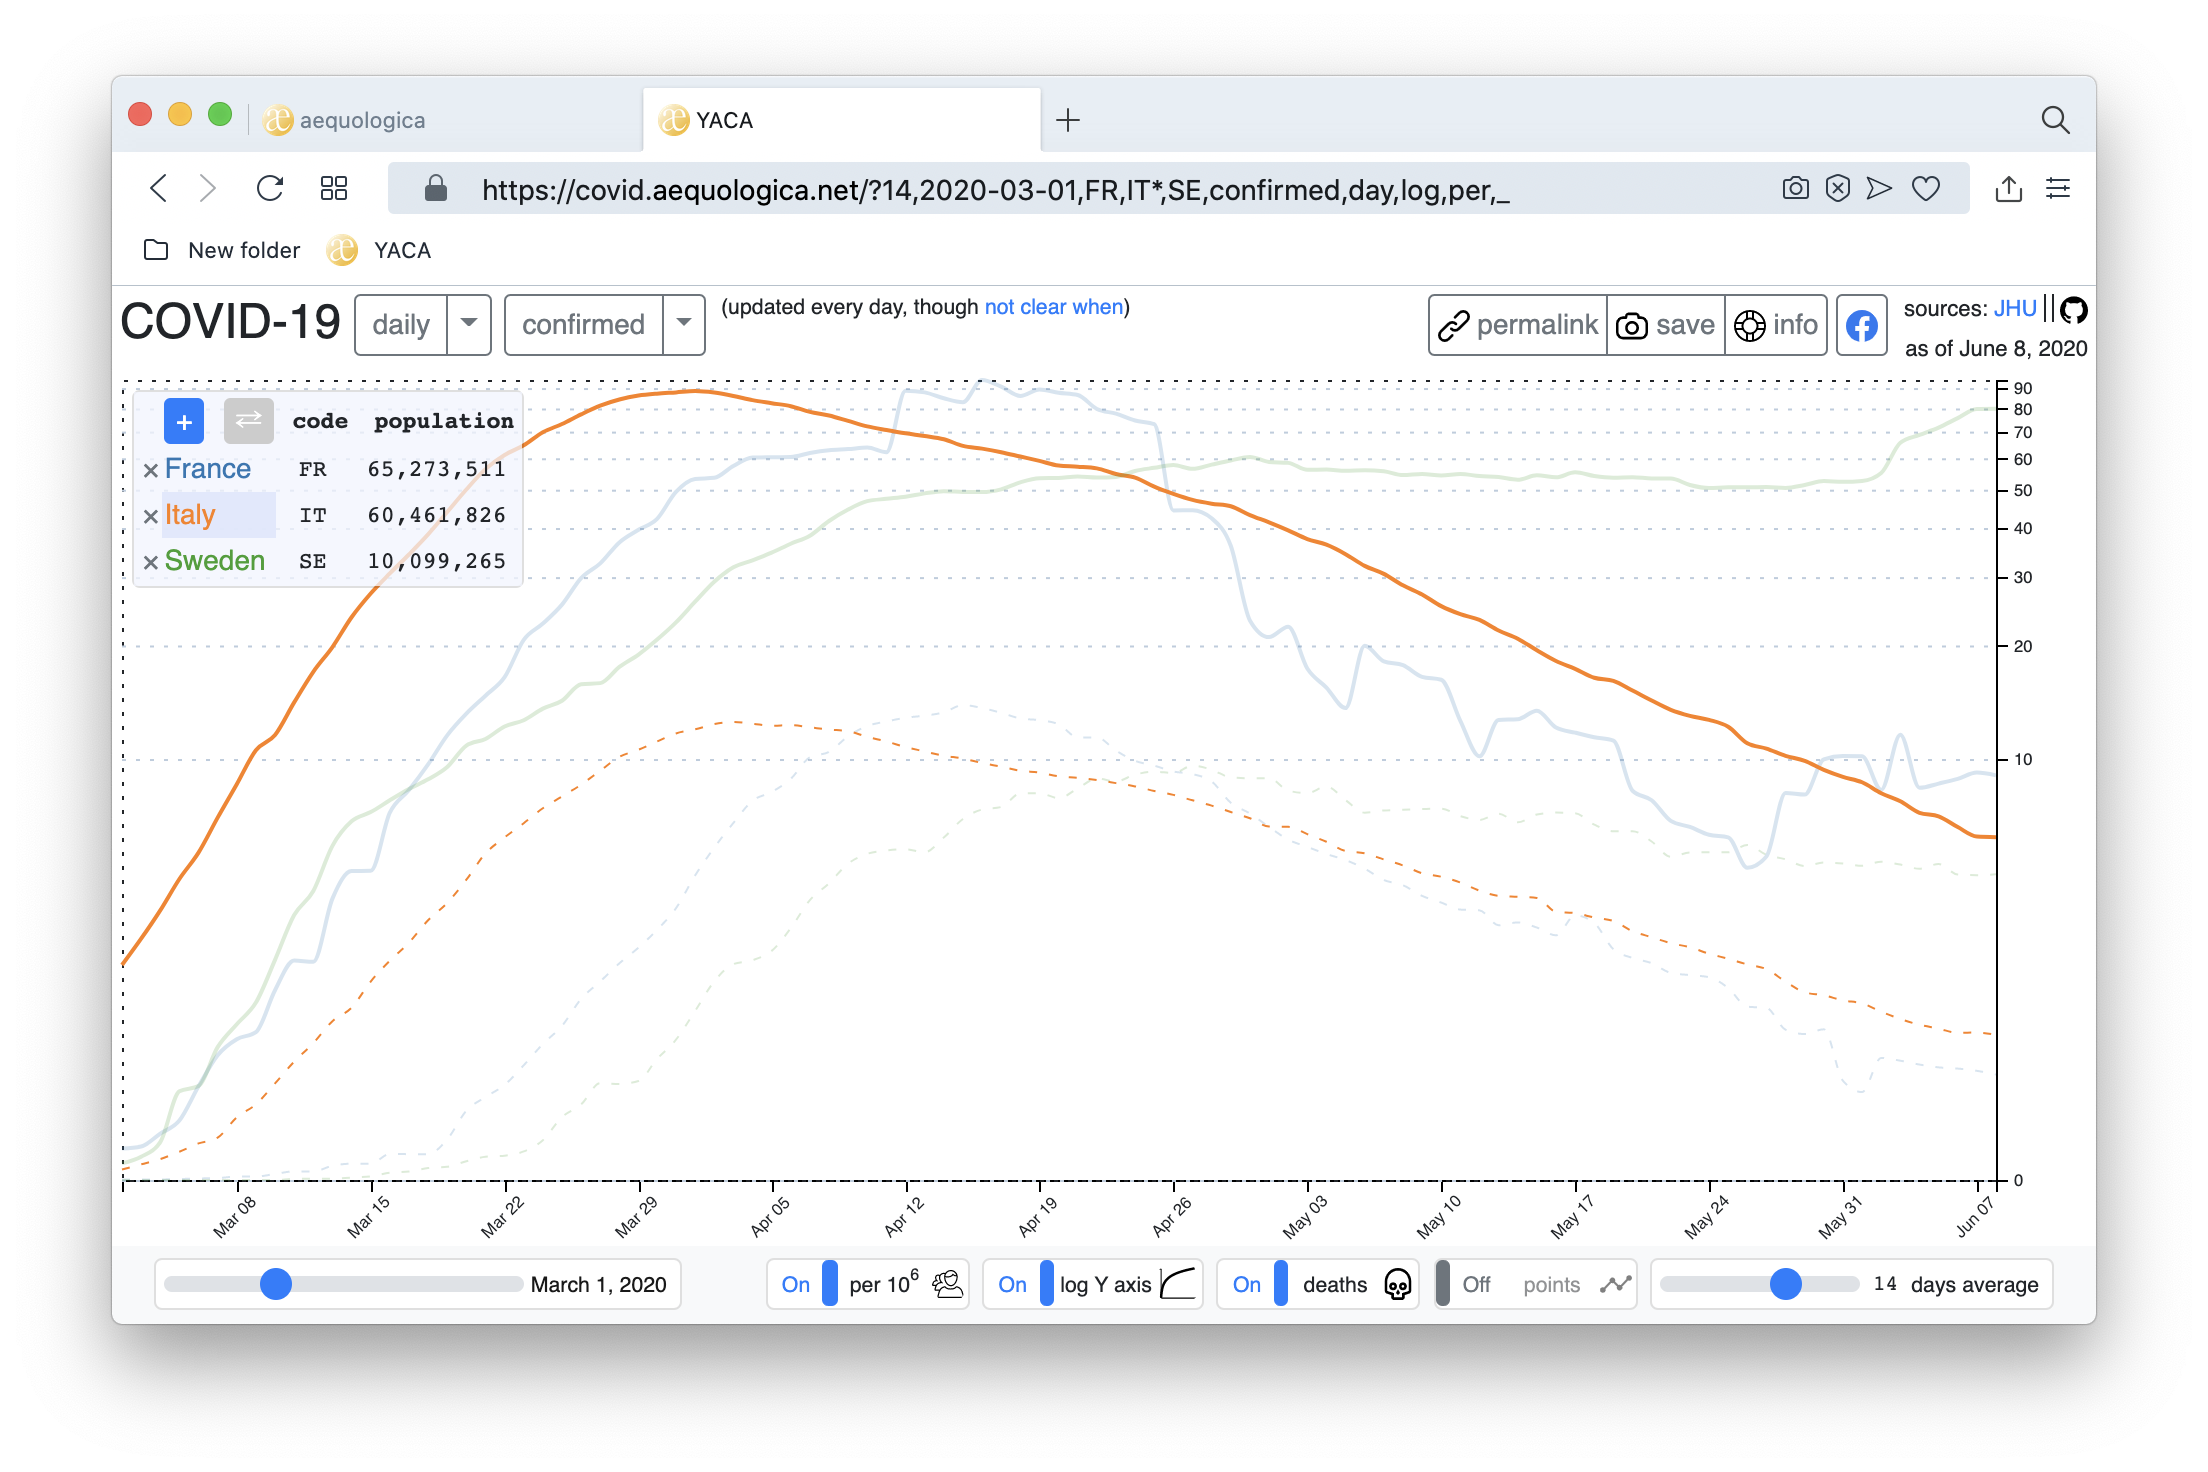 æ aequologica
æ YACA
https://covid.aequologica.net/?14,2020-03-01,FR,IT*,SE,confirmed,day,log,per,_
New folder
æ YACA
COVID-19
daily
confirmed
(updated every day, though not clear when)
permalink
save
info
sources: JHU ||
as of June 8, 2020
+ ⇄ code population
× France FR 65,273,511
× Italy IT 60,461,826
× Sweden SE 10,099,265
90
80
70
60
50
40
30
20
10
0
Mar 08
Mar 15
Mar 22
Mar 29
Apr 05
Apr 12
Apr 19
Apr 26
May 03
May 10
May 17
May 24
May 31
Jun 07
March 1, 2020
On per 10⁶
On log Y axis
On deaths
Off points
14 days average